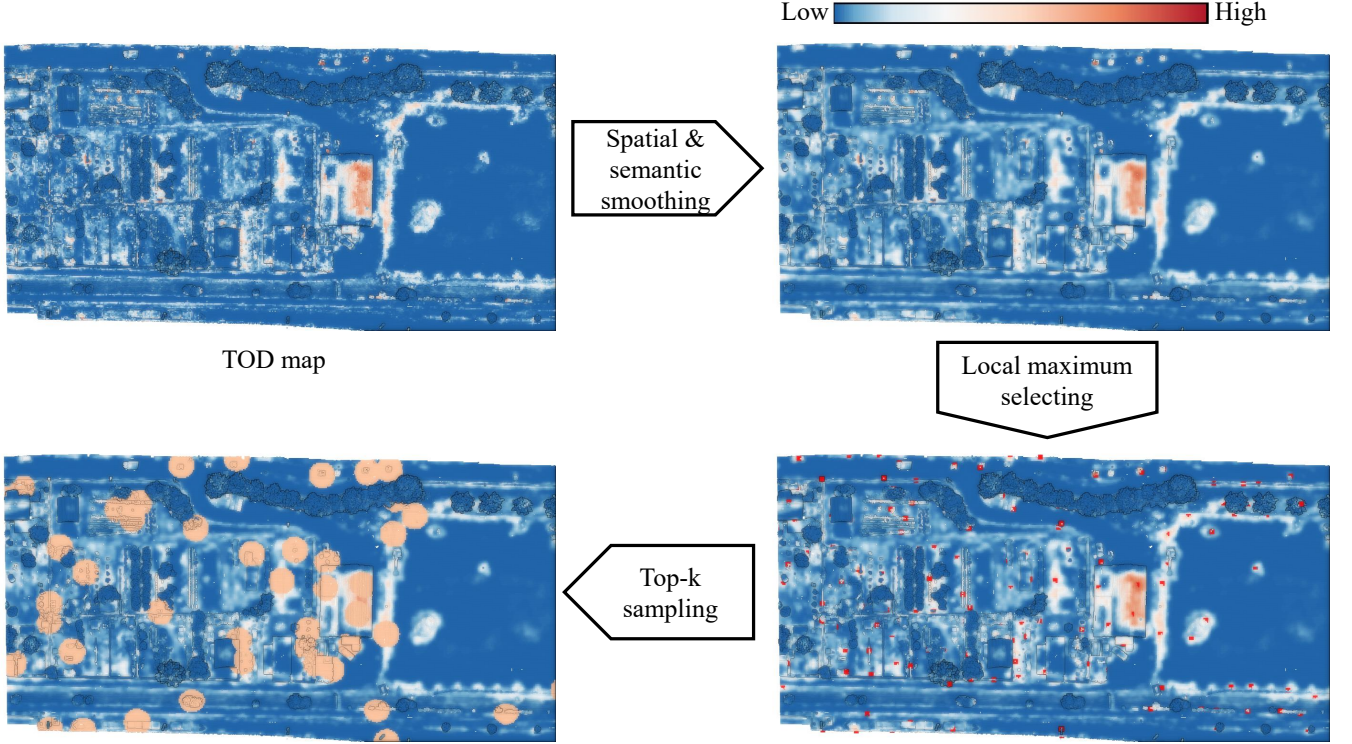 Low High
Spatial &
semantic
smoothing
TOD map
Local maximum
selecting
Top-k
sampling